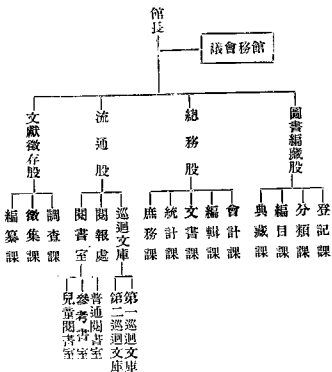 館長
議會務館
圖書編藏股
總務股
流通股
文獻徵存股
登記課
分類課
編目課
典藏課
會計課
編輯課
文書課
統計課
庶務課
巡迴文庫
閱報處
閱書室
調查課
徵集課
編纂課
第一巡迴文庫
第二巡迴文庫
普通閱書室
參考書室
兒童閱書室